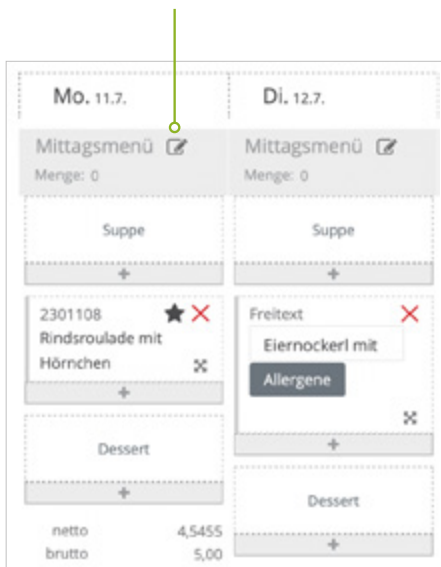 Mo. 11.7.
Mittagsmenü
Menge: 0
Suppe
+
2301108
Rindsroulade mit
Hörnchen
+
Dessert
+
netto 4,5455
brutto 5,00
Di. 12.7.
Mittagsmenü
Menge: 0
Suppe
+
Freitext
Eiernockerl mit
Allergene
+
Dessert
+